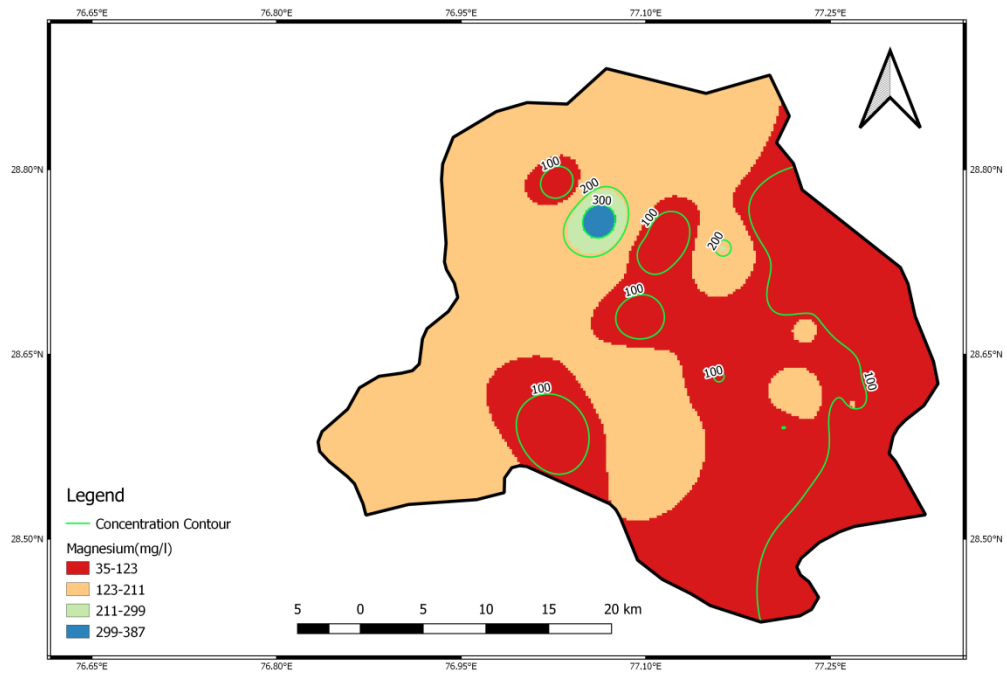 76.65°E 76.80°E 76.95°E 77.10°E 77.25°E
28.80°N 28.80°N
28.65°N 28.65°N
28.50°N 28.50°N
100
200
300
100
200
100
100
100
100
Legend
Concentration Contour
Magnesium(mg/l)
35-123
123-211
211-299
299-387
5 0 5 10 15 20 km
76.65°E 76.80°E 76.95°E 77.10°E 77.25°E